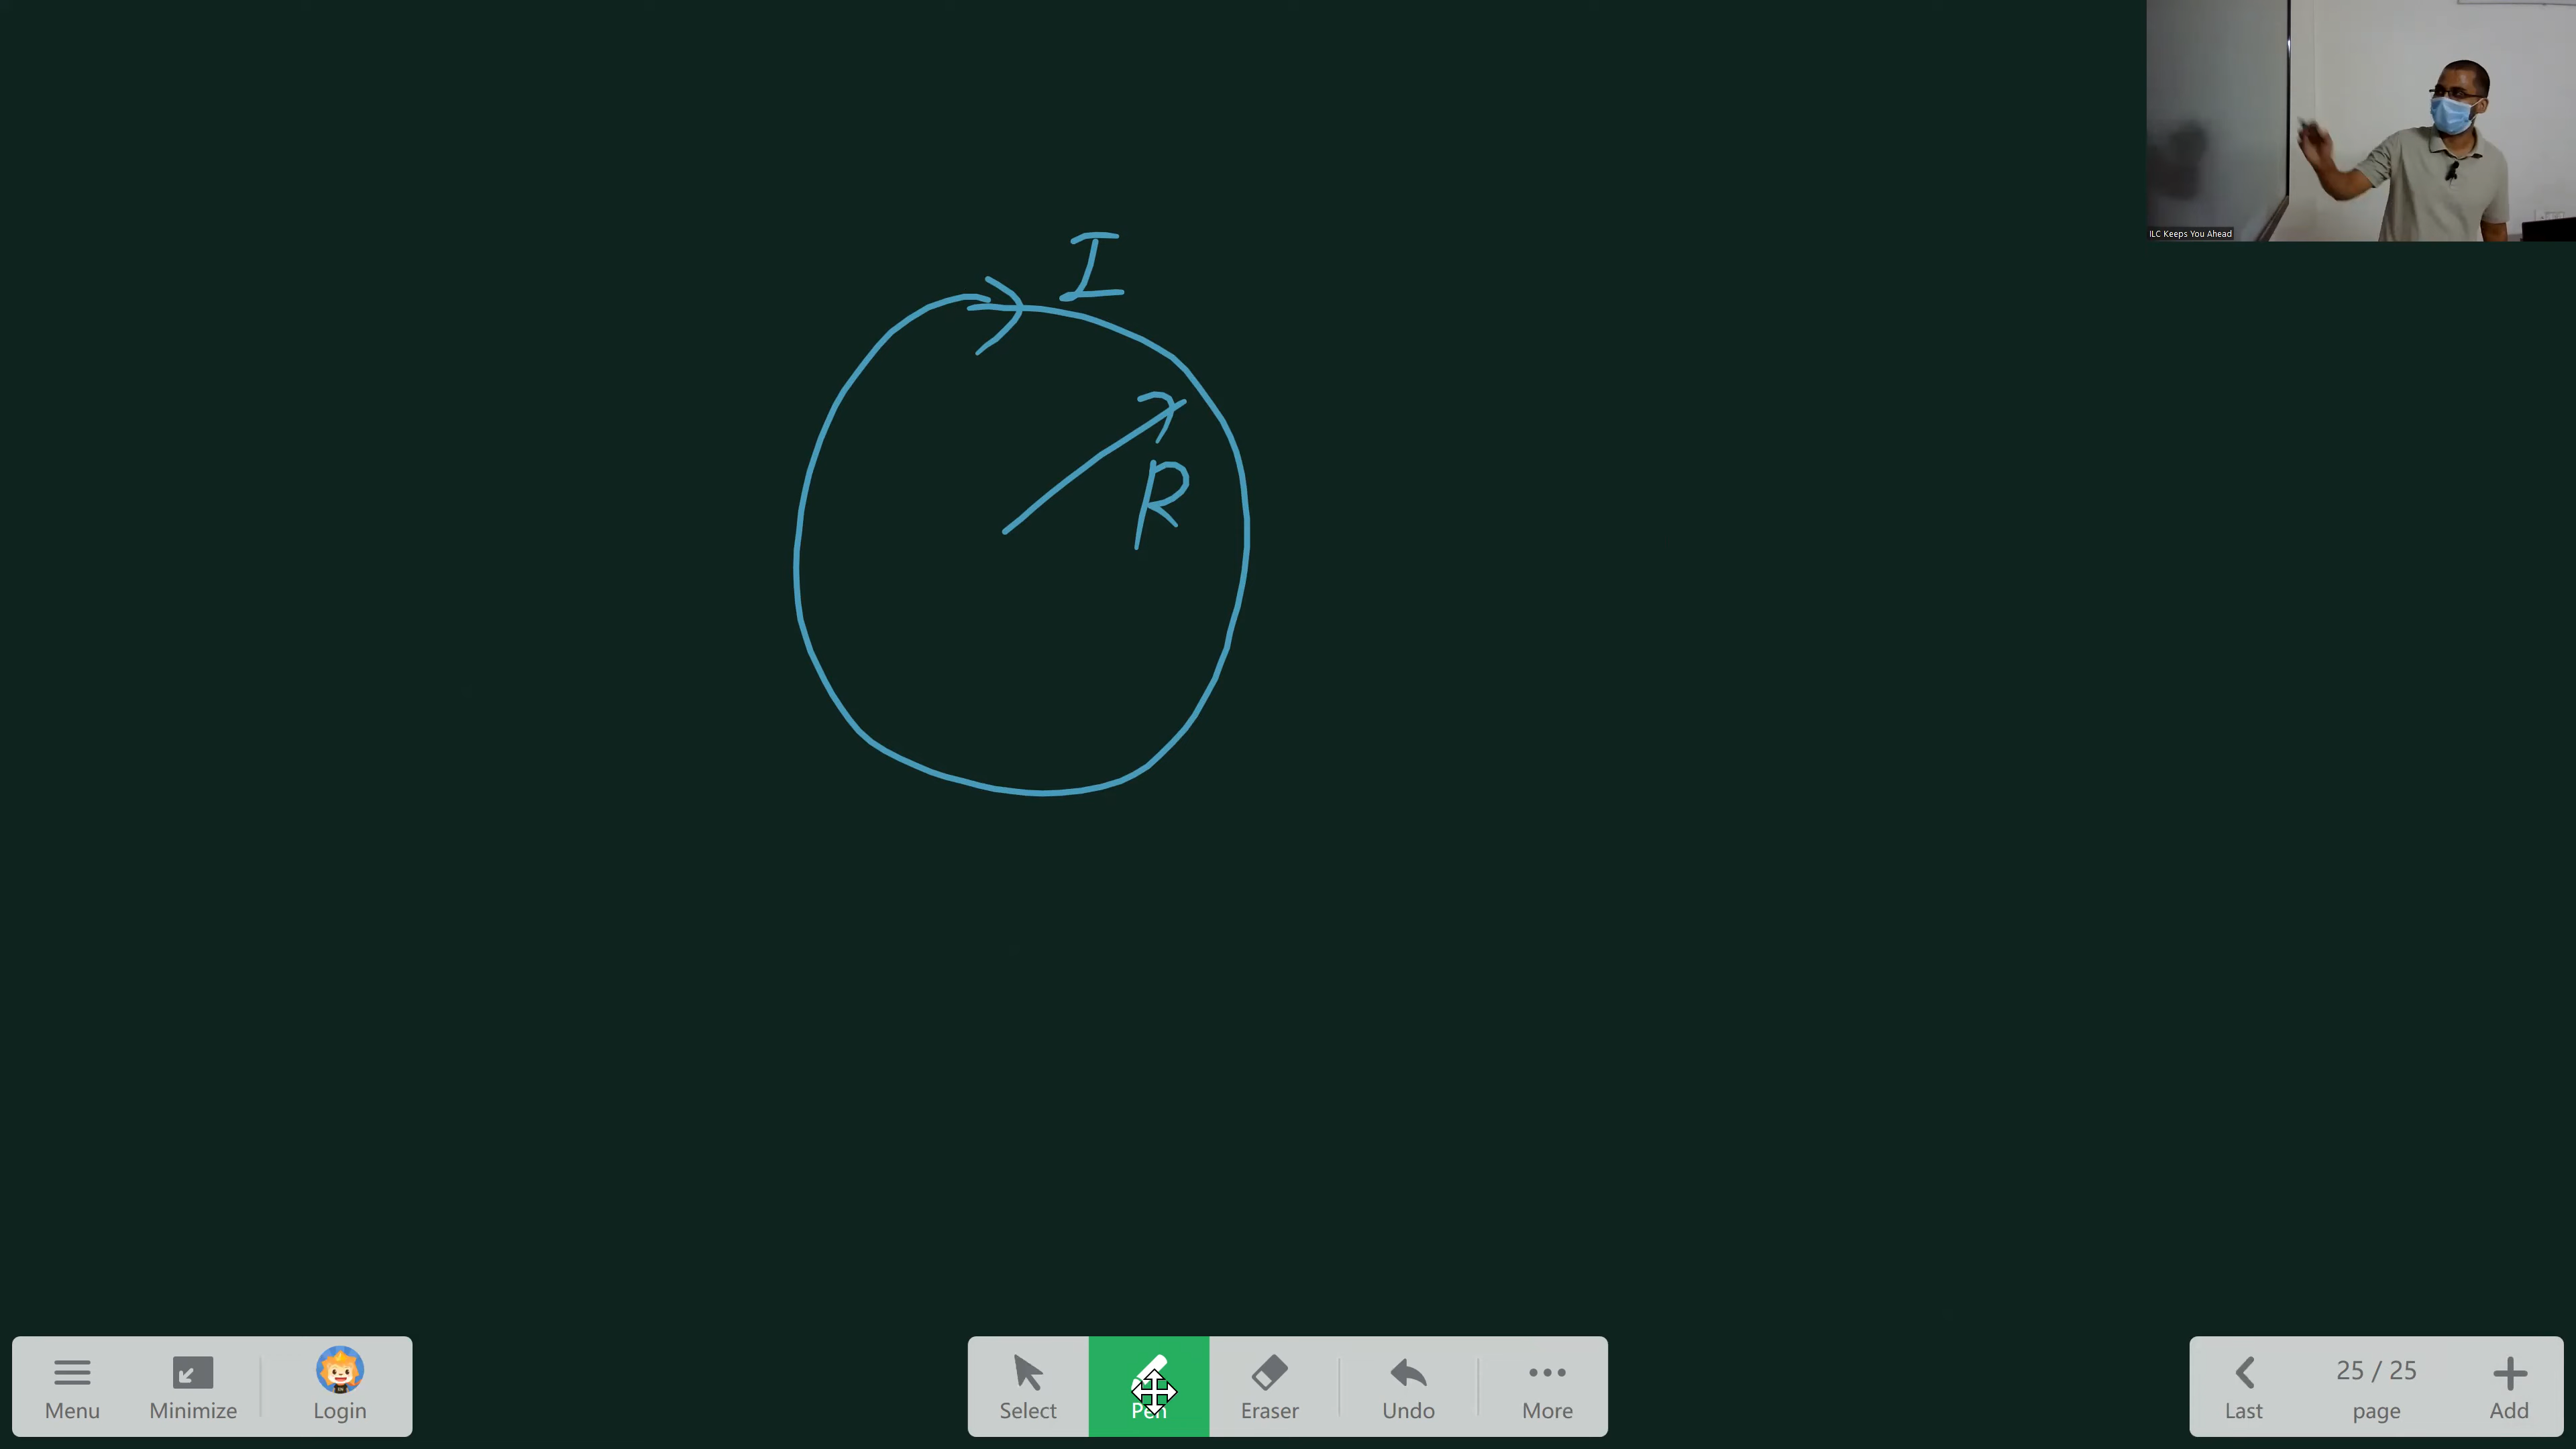 ILC Keeps You Ahead
I
R
Menu
Minimize
Login
Select
Pen
Eraser
Undo
More
Last
25 / 25
page
Add